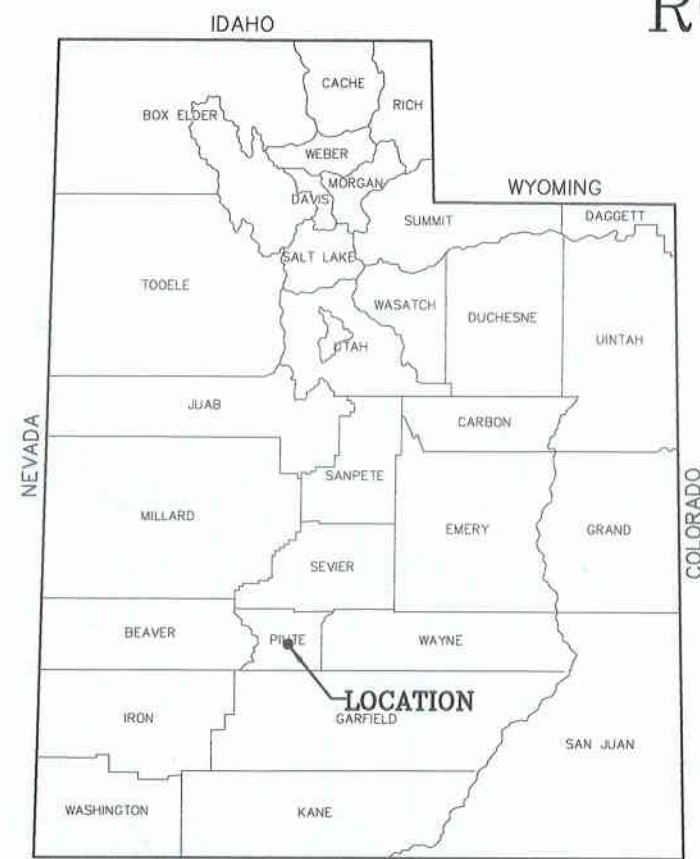 R
IDAHO
CACHE
RICH
BOX ELDER
WEBER
MORGAN
WYOMING
DAVIS
DAGGETT
SUMMIT
SALT LAKE
TOOELE
WASATCH
DUCHESNE
UINTAH
UTAH
JUAB
CARBON
NEVADA
SANPETE
COLORADO
MILLARD
EMERY
GRAND
SEVIER
BEAVER
PIUTE
WAYNE
LOCATION
IRON
GARFIELD
SAN JUAN
WASHINGTON
KANE